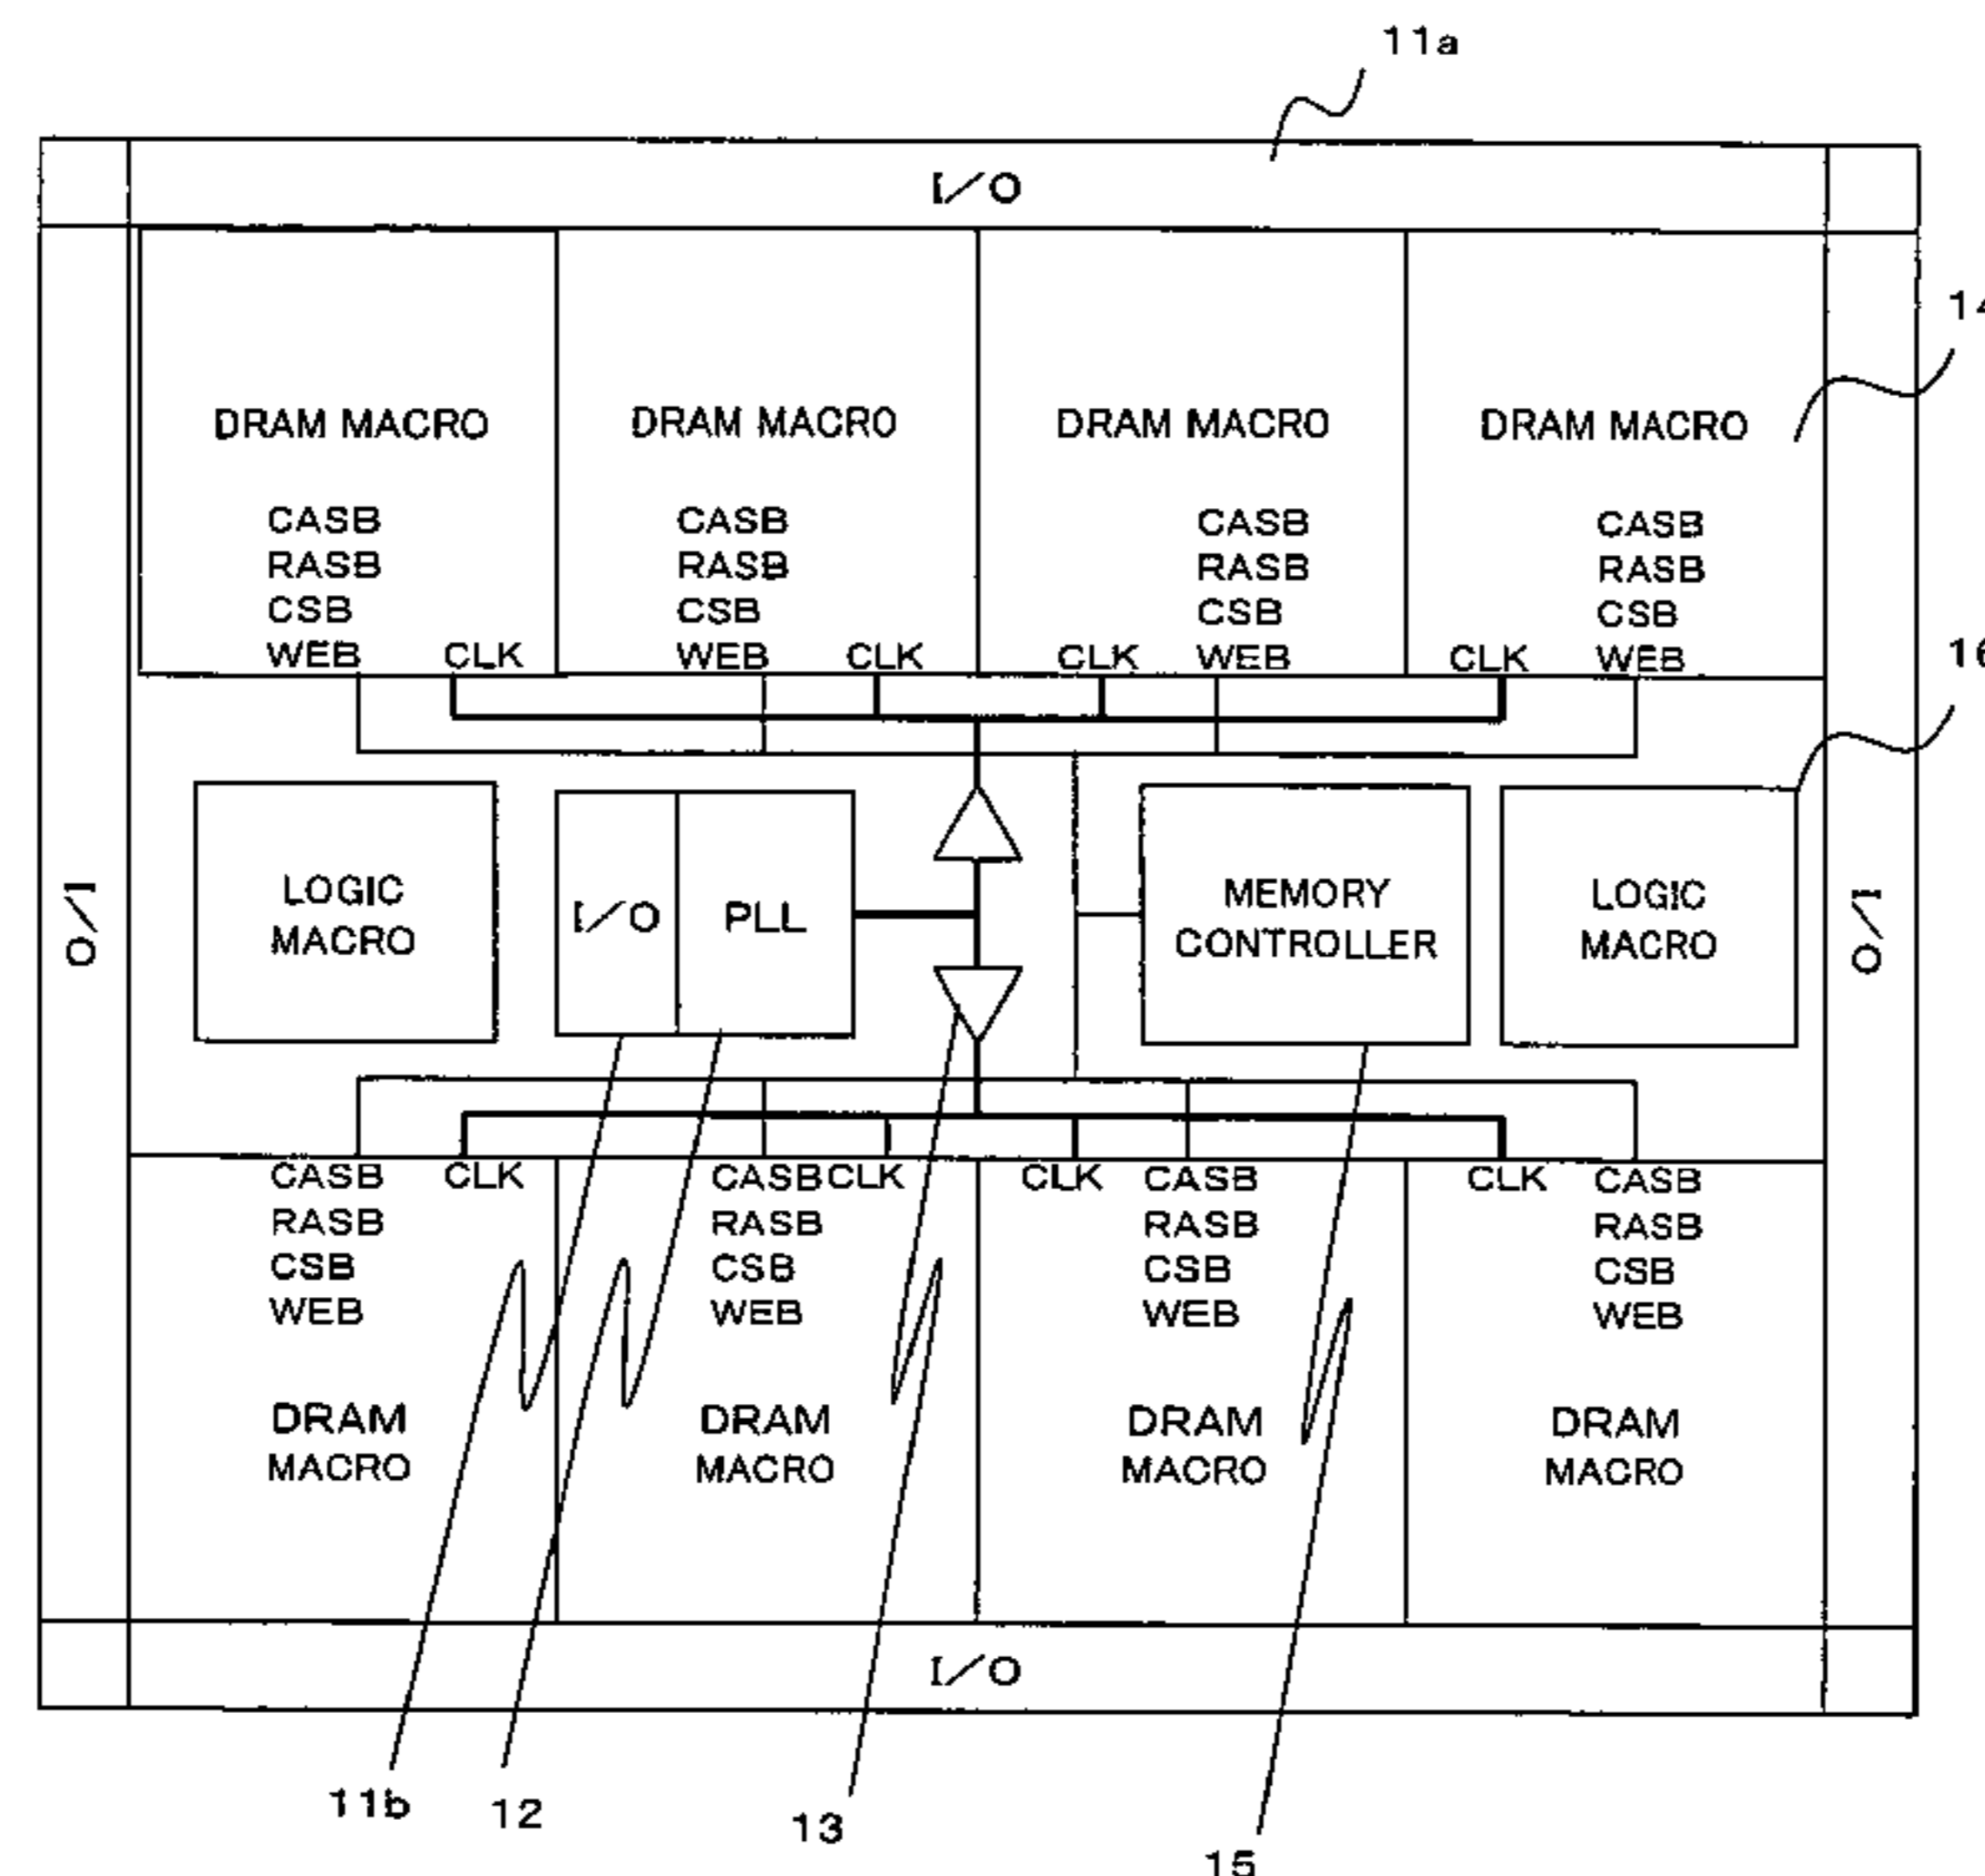 11a
I/O
14
DRAM MACRO
DRAM MACRO
DRAM MACRO
DRAM MACRO
CASB
RASB
CSB
WEB
CLK
CASB
RASB
CSB
WEB
CLK
CLK
CASB
RASB
CSB
WEB
CLK
CASB
RASB
CSB
WEB
16
I/O
LOGIC
MACRO
I/O
PLL
MEMORY
CONTROLLER
LOGIC
MACRO
I/O
CASB
RASB
CSB
WEB
CLK
CASB
RASB
CSB
WEB
CLK
CLK
CASB
RASB
CSB
WEB
CLK
CASB
RASB
CSB
WEB
DRAM
MACRO
DRAM
MACRO
DRAM
MACRO
DRAM
MACRO
I/O
11b
12
13
15